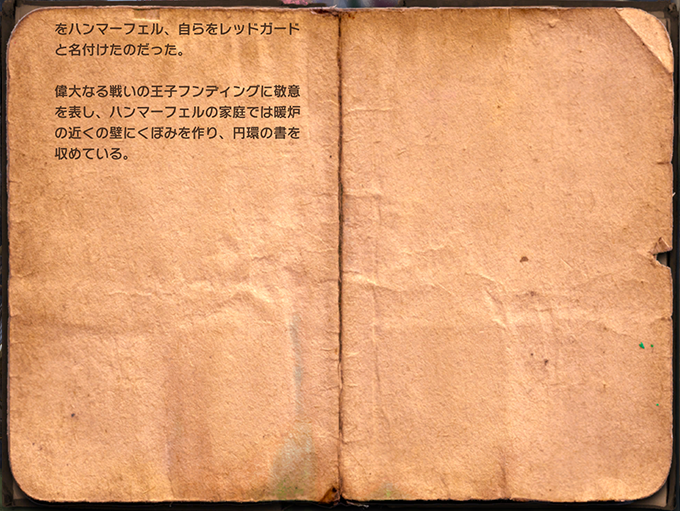 をハンマーフェル、自らをレッドガード
と名付けたのだった。
偉大なる戦いの王子フンディングに敬意
を表し、ハンマーフェルの家庭では暖炉
の近くの壁にくぼみを作り、円環の書を
収めている。